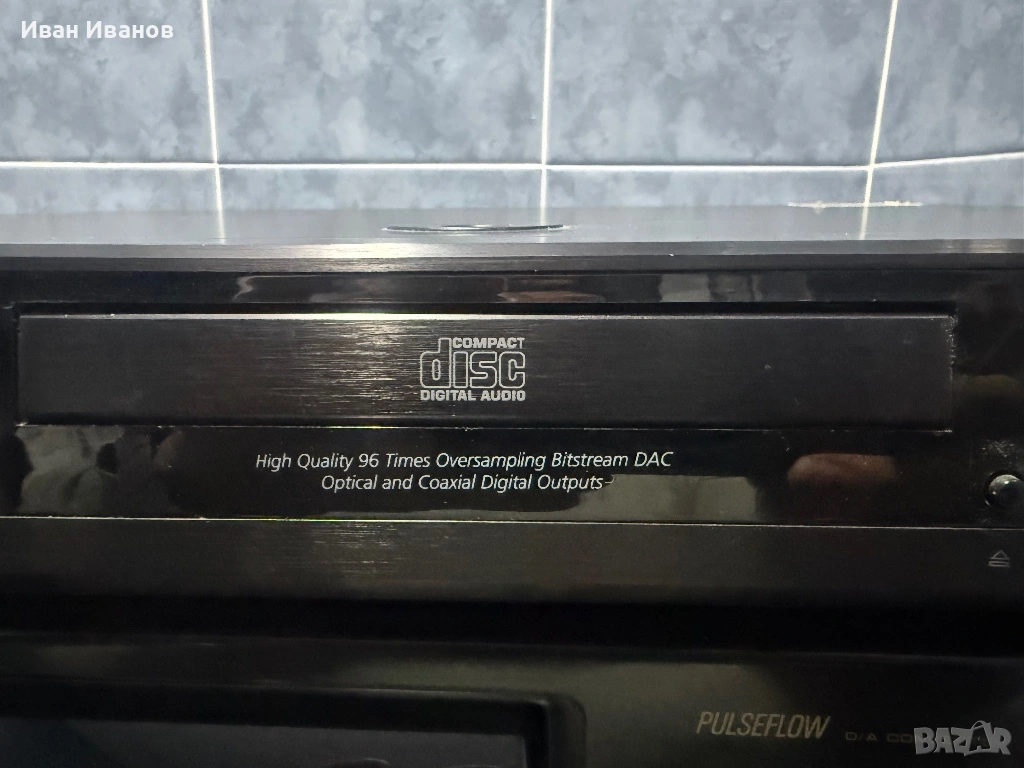 Иван Иванов
COMPACT
disc
DIGITAL AUDIO
High Quality 96 Times Oversampling Bitstream DAC
Optical and Coaxial Digital Outputs
PULSEFLOW D/A
BAZAR